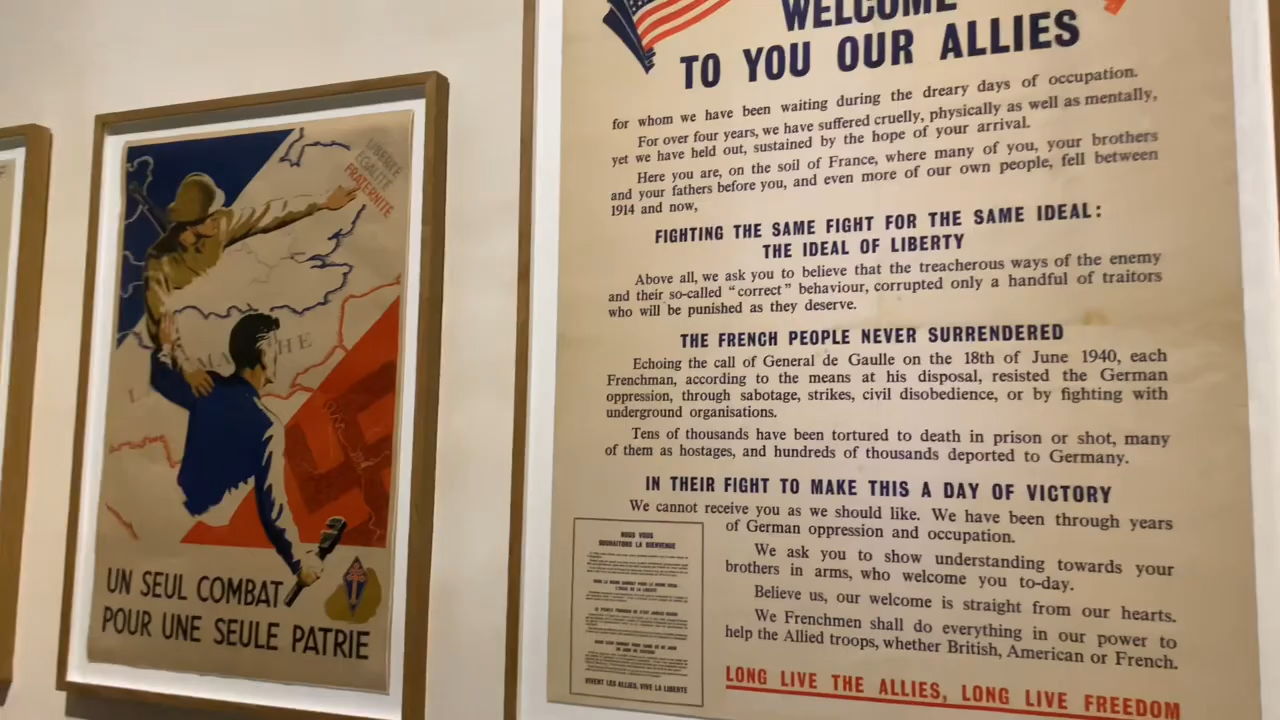 LIBERTÉ
ÉGALITÉ
FRATERNITÉ
LA MANCHE
UN SEUL COMBAT
POUR UNE SEULE PATRIE
WELCOME
TO YOU OUR ALLIES
for whom we have been waiting during the dreary days of occupation.
For over four years, we have suffered cruelly, physically as well as mentally,
yet we have held out, sustained by the hope of your arrival.
Here you are, on the soil of France, where many of you, your brothers
and your fathers before you, and even more of our own people, fell between
1914 and now,
FIGHTING THE SAME FIGHT FOR THE SAME IDEAL:
THE IDEAL OF LIBERTY
Above all, we ask you to believe that the treacherous ways of the enemy
and their so-called “correct” behaviour, corrupted only a handful of traitors
who will be punished as they deserve.
THE FRENCH PEOPLE NEVER SURRENDERED
Echoing the call of General de Gaulle on the 18th of June 1940, each
Frenchman, according to the means at his disposal, resisted the German
oppression, through sabotage, strikes, civil disobedience, or by fighting with
underground organisations.
Tens of thousands have been tortured to death in prison or shot, many
of them as hostages, and hundreds of thousands deported to Germany.
IN THEIR FIGHT TO MAKE THIS A DAY OF VICTORY
We cannot receive you as we should like. We have been through years
of German oppression and occupation.
We ask you to show understanding towards your
brothers in arms, who welcome you to-day.
Believe us, our welcome is straight from our hearts.
We Frenchmen shall do everything in our power to
help the Allied troops, whether British, American or French.
LONG LIVE THE ALLIES, LONG LIVE FREEDOM
NOUS VOUS
SOUHAITONS LA BIENVENUE
VIVENT LES ALLIÉS, VIVE LA LIBERTÉ